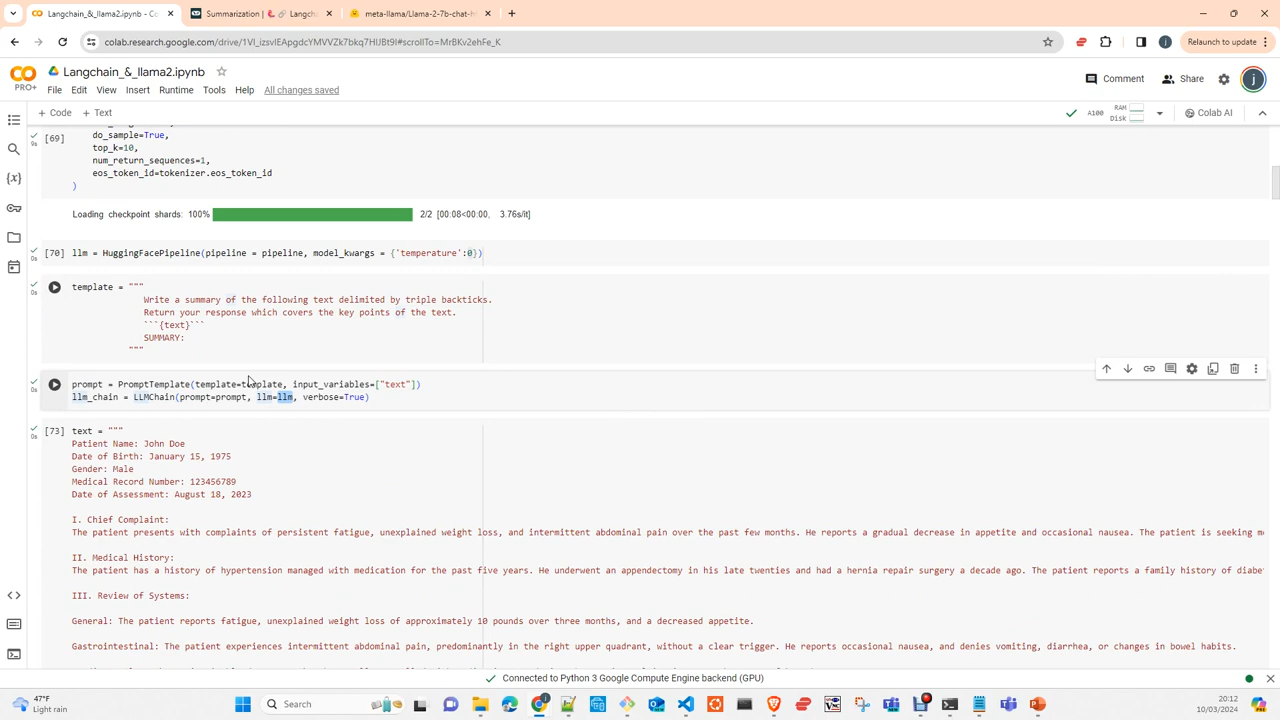 Langchain_&_llama2.ipynb - Co
Summarization | Langch
meta-llama/Llama-2-7b-chat-h
colab.research.google.com/drive/1Vl_izsvlEApgdcYMVVZk7bkq7HIJBt9I#scrollTo=MrBKv2ehFe_K
Relaunch to update
Langchain_&_llama2.ipynb
PRO+
File Edit View Insert Runtime Tools Help All changes saved
Comment Share
+ Code + Text
A100 RAM Disk Colab AI
[69]
9s
do_sample=True,
top_k=10,
num_return_sequences=1,
eos_token_id=tokenizer.eos_token_id
)
Loading checkpoint shards: 100% 2/2 [00:08<00:00, 3.76s/it]
[70] llm = HuggingFacePipeline(pipeline = pipeline, model_kwargs = {'temperature':0})
0s
template = """
0s
Write a summary of the following text delimited by triple backticks.
Return your response which covers the key points of the text.
```{text}```
SUMMARY:
"""
prompt = PromptTemplate(template=template, input_variables=["text"])
0s
llm_chain = LLMChain(prompt=prompt, llm=llm, verbose=True)
[73] text = """
0s
Patient Name: John Doe
Date of Birth: January 15, 1975
Gender: Male
Medical Record Number: 123456789
Date of Assessment: August 18, 2023
I. Chief Complaint:
The patient presents with complaints of persistent fatigue, unexplained weight loss, and intermittent abdominal pain over the past few months. He reports a gradual decrease in appetite and occasional nausea. The patient is seeking m
II. Medical History:
The patient has a history of hypertension managed with medication for the past five years. He underwent an appendectomy in his late twenties and had a hernia repair surgery a decade ago. The patient reports a family history of diabe
III. Review of Systems:
General: The patient reports fatigue, unexplained weight loss of approximately 10 pounds over three months, and a decreased appetite.
Gastrointestinal: The patient experiences intermittent abdominal pain, predominantly in the right upper quadrant, without a clear trigger. He reports occasional nausea, and denies vomiting, diarrhea, or changes in bowel habits.
Connected to Python 3 Google Compute Engine backend (GPU)
47°F
Light rain
Search
20:12
10/03/2024